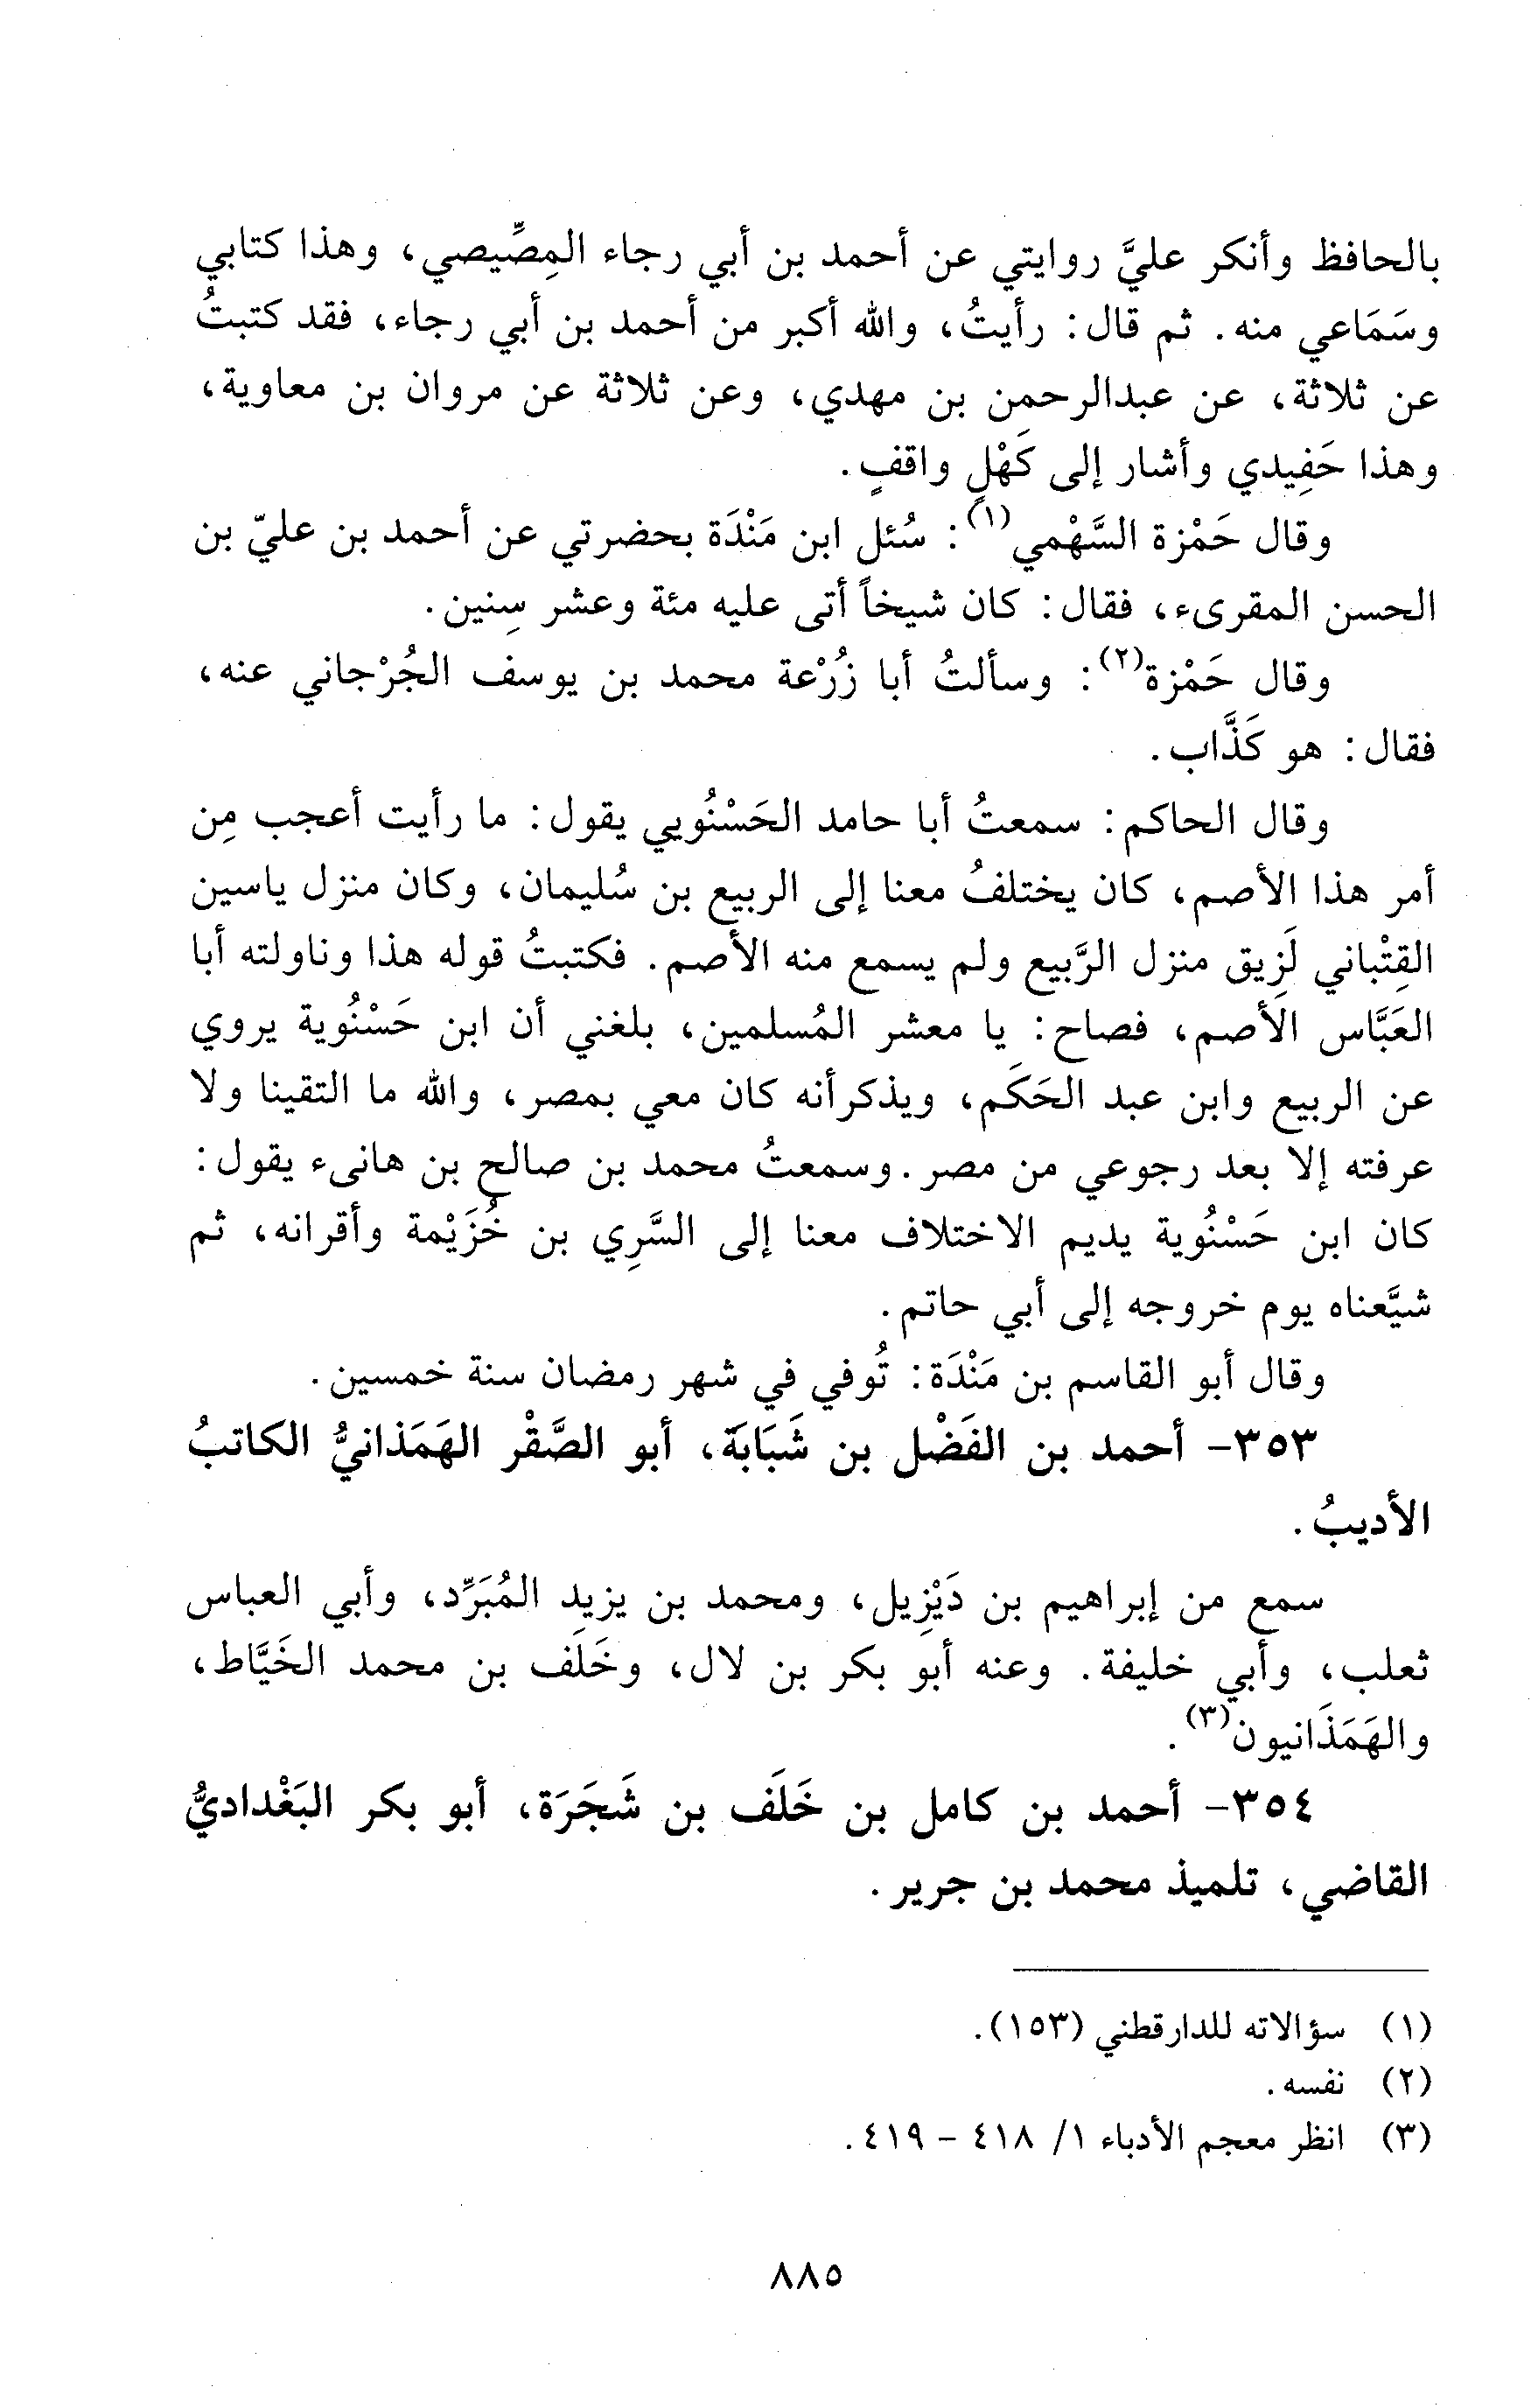 بالحافظ وأنكر عليَّ روايتي عن أحمد بن أبي رجاء المِصِّيصي، وهذا كتابي
وسَمَاعي منه. ثم قال: رأيتُ، والله أكبر من أحمد بن أبي رجاء، فقد كتبتُ
عن ثلاثة، عن عبدالرحمن بن مهدي، وعن ثلاثة عن مروان بن معاوية،
وهذا حَفِيدي وأشار إلى كَهْلٍ واقفٍ.
وقال حَمْزة السَّهْمي(١): سُئل ابن مَنْدَة بحضرتي عن أحمد بن عليّ بن
الحسن المقرىء، فقال: كان شيخاً أتى عليه مئة وعشر سِنين.
وقال حَمْزة(٢): وسألتُ أبا زُرْعة محمد بن يوسف الجُرْجاني عنه،
فقال: هو كَذَّاب.
وقال الحاكم: سمعتُ أبا حامد الحَسْنُويي يقول: ما رأيت أعجب مِن
أمر هذا الأصم، كان يختلفُ معنا إلى الربيع بن سُليمان، وكان منزل ياسين
القِتْباني لَزِيق منزل الرَّبيع ولم يسمع منه الأصم. فكتبتُ قوله هذا وناولته أبا
العَبَّاس الأصم، فصاح: يا معشر المُسلمين، بلغني أن ابن حَسْنُوية يروي
عن الربيع وابن عبد الحَكَم، ويذكرأنه كان معي بمصر، والله ما التقينا ولا
عرفته إلا بعد رجوعي من مصر. وسمعتُ محمد بن صالح بن هانىء يقول:
كان ابن حَسْنُوية يديم الاختلاف معنا إلى السَّرِي بن خُزَيْمة وأقرانه، ثم
شيَّعناه يوم خروجه إلى أبي حاتم.
وقال أبو القاسم بن مَنْدَة: تُوفي في شهر رمضان سنة خمسين.
٣٥٣- أحمد بن الفَضْل بن شَبَابَة، أبو الصَّقْر الهَمَذانيُّ الكاتبُ
الأديبُ.
سمع من إبراهيم بن دَيْزِيل، ومحمد بن يزيد المُبَرِّد، وأبي العباس
ثعلب، وأبي خليفة. وعنه أبو بكر بن لال، وخَلَف بن محمد الخَيَّاط،
والهَمَذَانيون(٣).
٣٥٤- أحمد بن كامل بن خَلَف بن شَجَرَة، أبو بكر البَغْداديُّ
القاضي، تلميذ محمد بن جرير.
(١) سؤالاته للدارقطني (١٥٣).
(٢) نفسه.
(٣) انظر معجم الأدباء ١/ ٤١٨ - ٤١٩.
٨٨٥